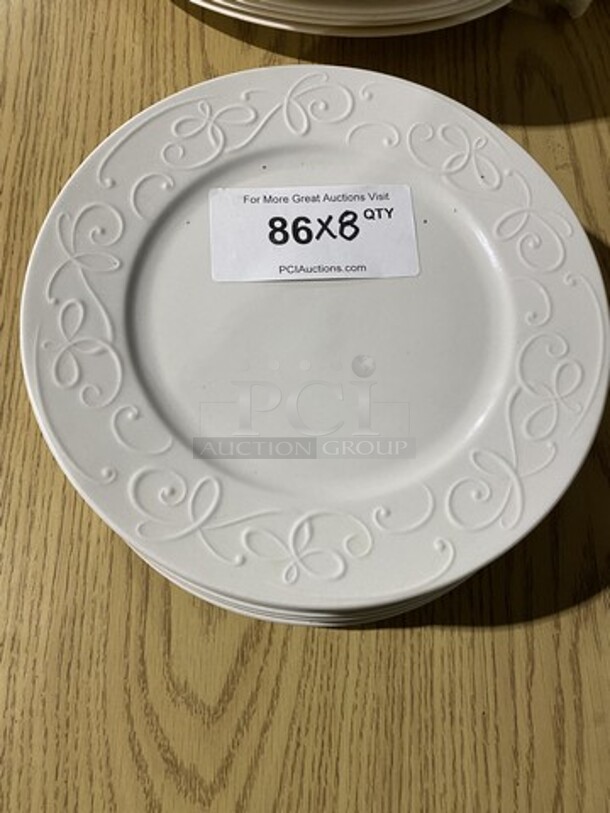 For More Great Auctions Visit
86x8 QTY
PCIAuctions.com
PCI
AUCTION GROUP